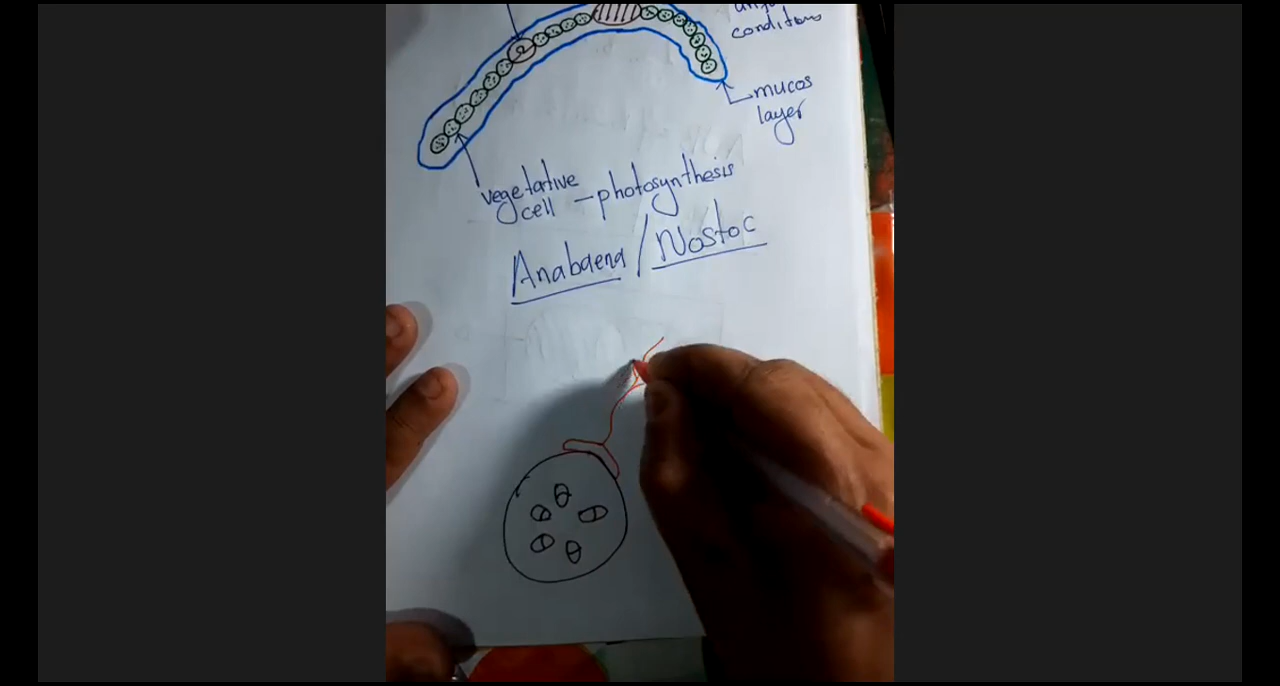 conditions
mucos
layer
vegetative
cell – photosynthesis
Anabaena / Nostoc